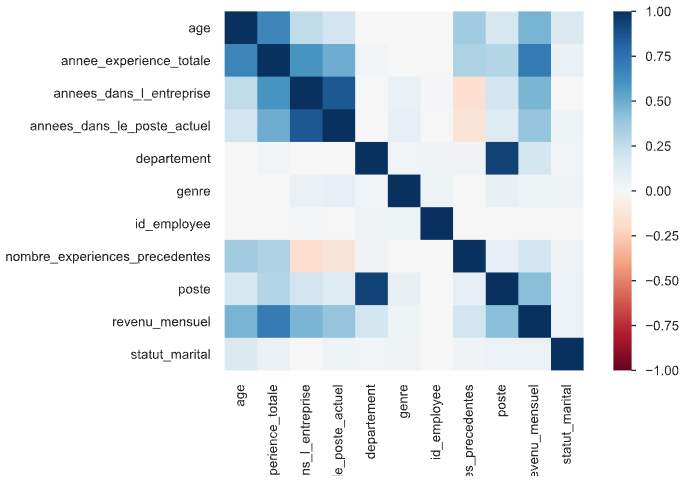 age
annee_experience_totale
annees_dans_l_entreprise
annees_dans_le_poste_actuel
departement
genre
id_employee
nombre_experiences_precedentes
poste
revenu_mensuel
statut_marital
age
perience_totale
ns_l_entreprise
le_poste_actuel
departement
genre
id_employee
es_precedentes
poste
evenu_mensuel
statut_marital
1.00
0.75
0.50
0.25
0.00
−0.25
−0.50
−0.75
−1.00